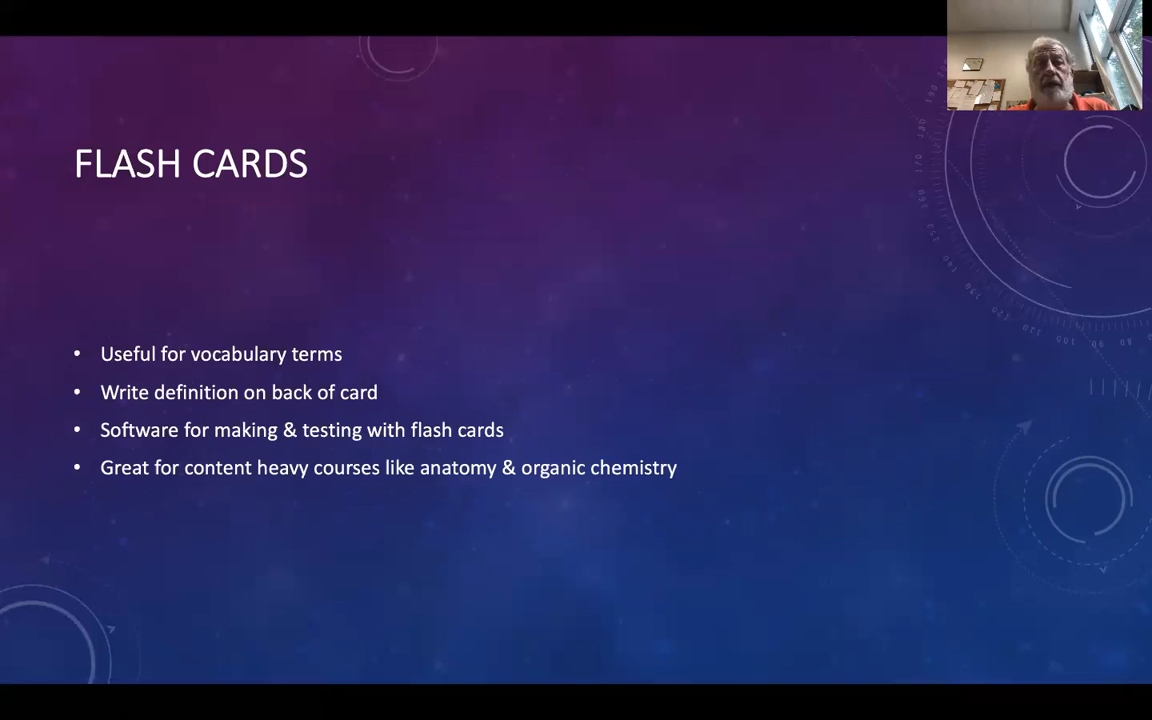 FLASH CARDS
• Useful for vocabulary terms
• Write definition on back of card
• Software for making & testing with flash cards
• Great for content heavy courses like anatomy & organic chemistry